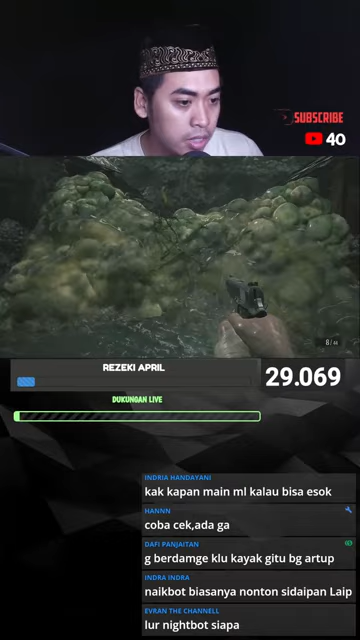 SUBSCRIBE
40
8/48
REZEKI APRIL
29.069
DUKUNGAN LIVE
INDRIA HANDAYANI
kak kapan main ml kalau bisa esok
HANNN
coba cek,ada ga
DAFI PANJAITAN
g berdamge klu kayak gitu bg artup
INDRA INDRA
naikbot biasanya nonton sidaipan Laip
EVRAN THE CHANNELL
lur nightbot siapa